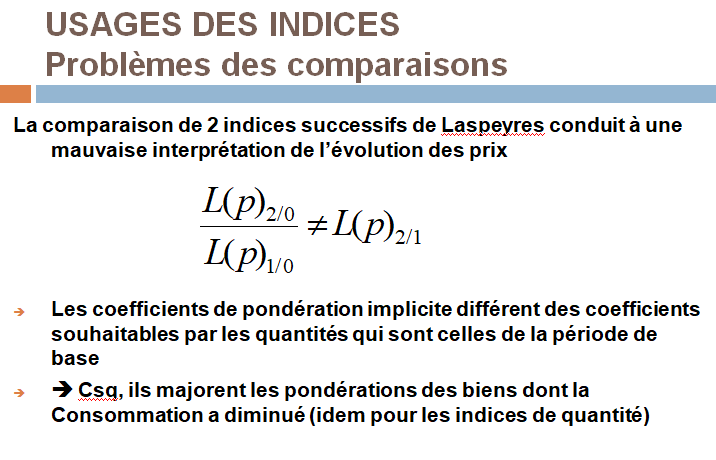 USAGES DES INDICES
Problèmes des comparaisons
La comparaison de 2 indices successifs de Laspeyres conduit à une
mauvaise interprétation de l’évolution des prix
L(p)2/0
≠ L(p)2/1
L(p)1/0
➔ Les coefficients de pondération implicite différent des coefficients
souhaitables par les quantités qui sont celles de la période de
base
➔ ➔ Csq, ils majorent les pondérations des biens dont la
Consommation a diminué (idem pour les indices de quantité)